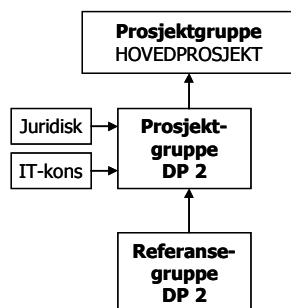 Prosjektgruppe
HOVEDPROSJEKT
Juridisk
IT-kons
Prosjekt-
gruppe
DP 2
Referanse-
gruppe
DP 2